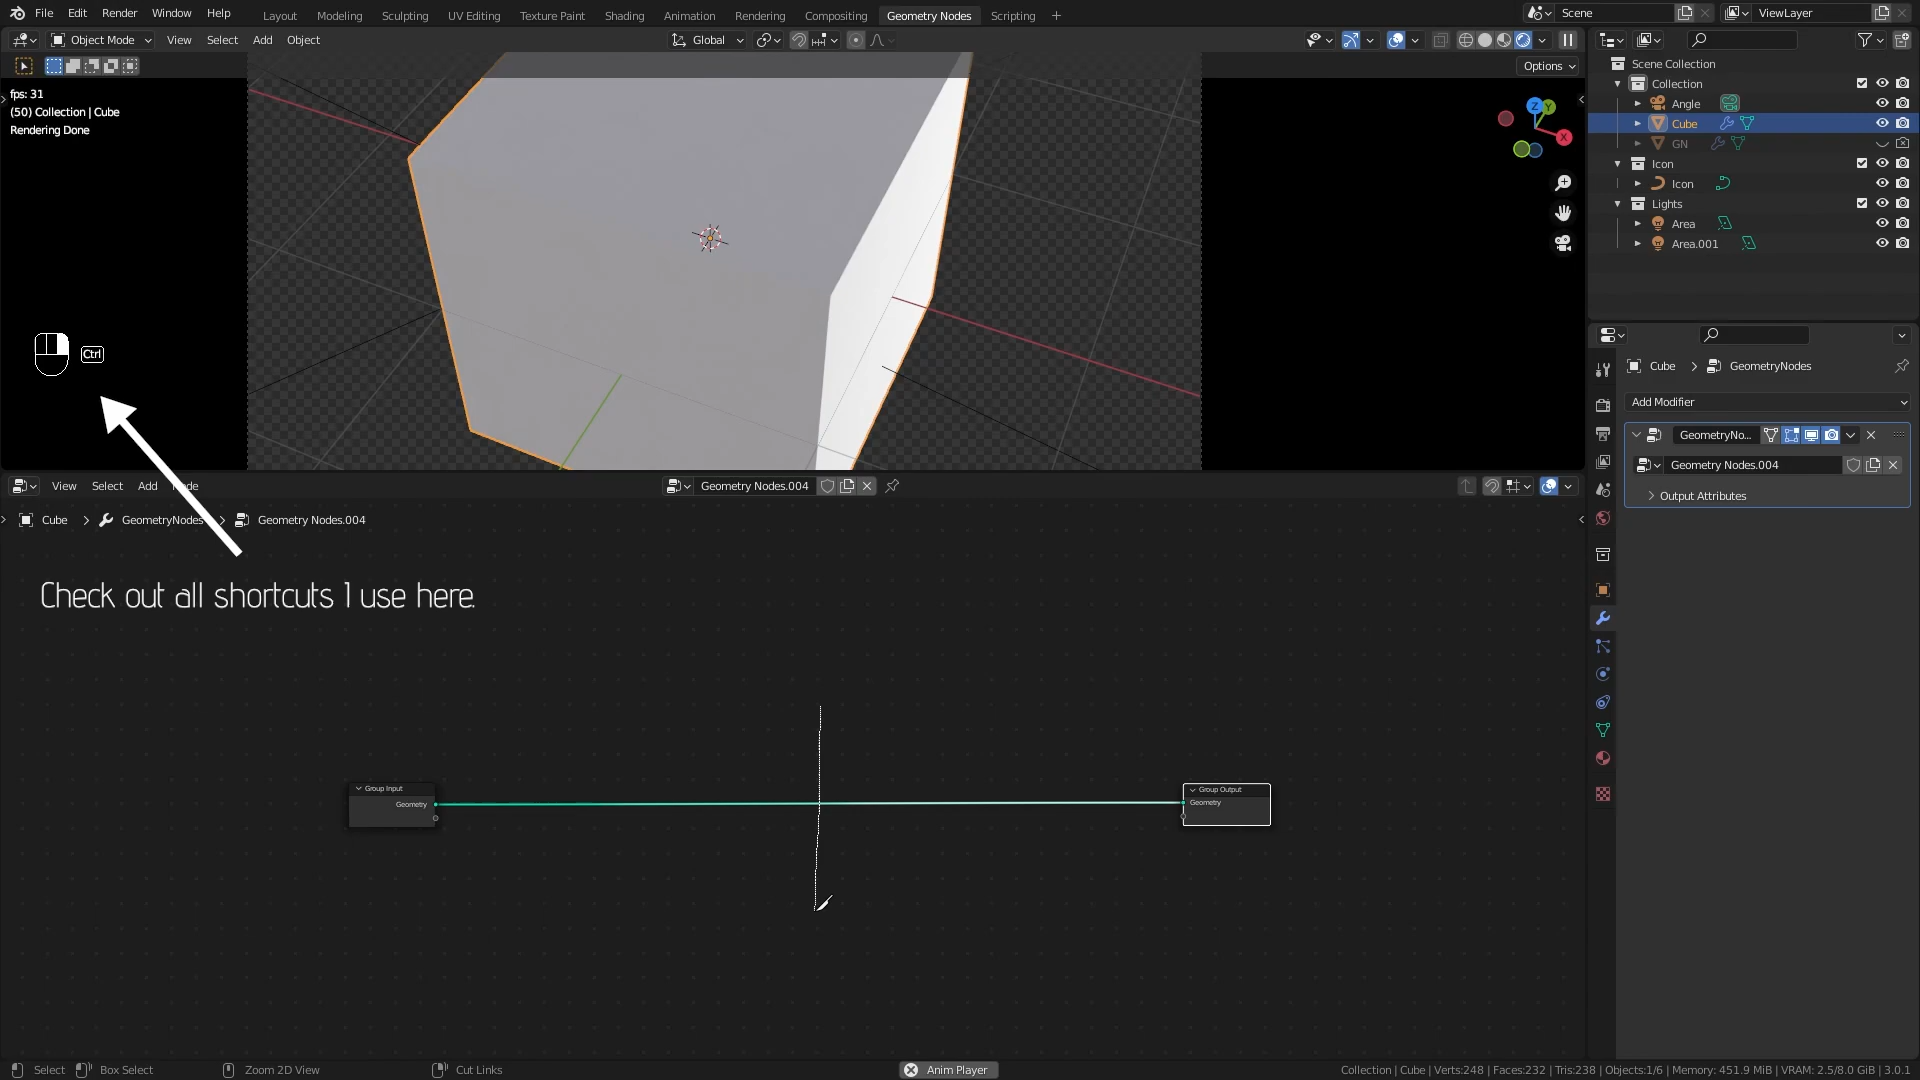 File Edit Render Window Help Layout Modeling Sculpting UV Editing Texture Paint Shading Animation Rendering Compositing Geometry Nodes Scripting + Scene ViewLayer
Object Mode View Select Add Object Global
Options
fps: 31
(50) Collection | Cube
Rendering Done
Z Y
X
Ctrl
Scene Collection
Collection
Angle
Cube
GN
Icon
Icon
Lights
Area
Area.001
Cube > GeometryNodes
Add Modifier
GeometryNo...
Geometry Nodes.004
Output Attributes
View Select Add Node Geometry Nodes.004
Cube > GeometryNodes > Geometry Nodes.004
Check out all shortcuts I use here.
Group Input
Geometry
Group Output
Geometry
Select Box Select Zoom 2D View Cut Links Anim Player Collection | Cube | Verts:248 | Faces:232 | Tris:238 | Objects:1/6 | Memory: 451.9 MiB | VRAM: 2.5/8.0 GiB | 3.0.1